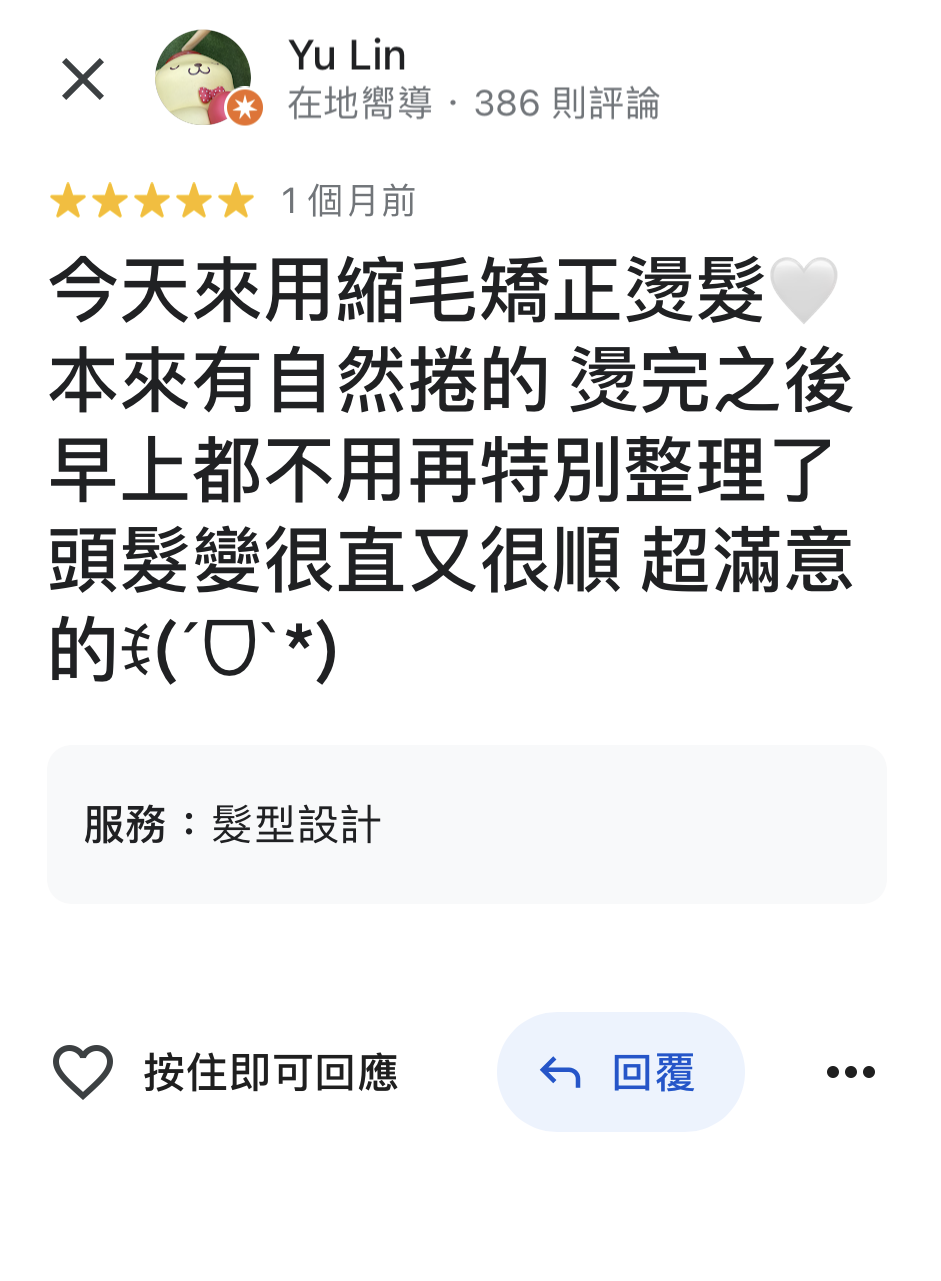 Yu Lin
在地嚮導 · 386 則評論
1 個月前
今天來用縮毛矯正燙髮🤍
本來有自然捲的 燙完之後
早上都不用再特別整理了
頭髮變很直又很順 超滿意
的ꉂ(ˊᗜˋ*)
服務：髮型設計
按住即可回應
回覆